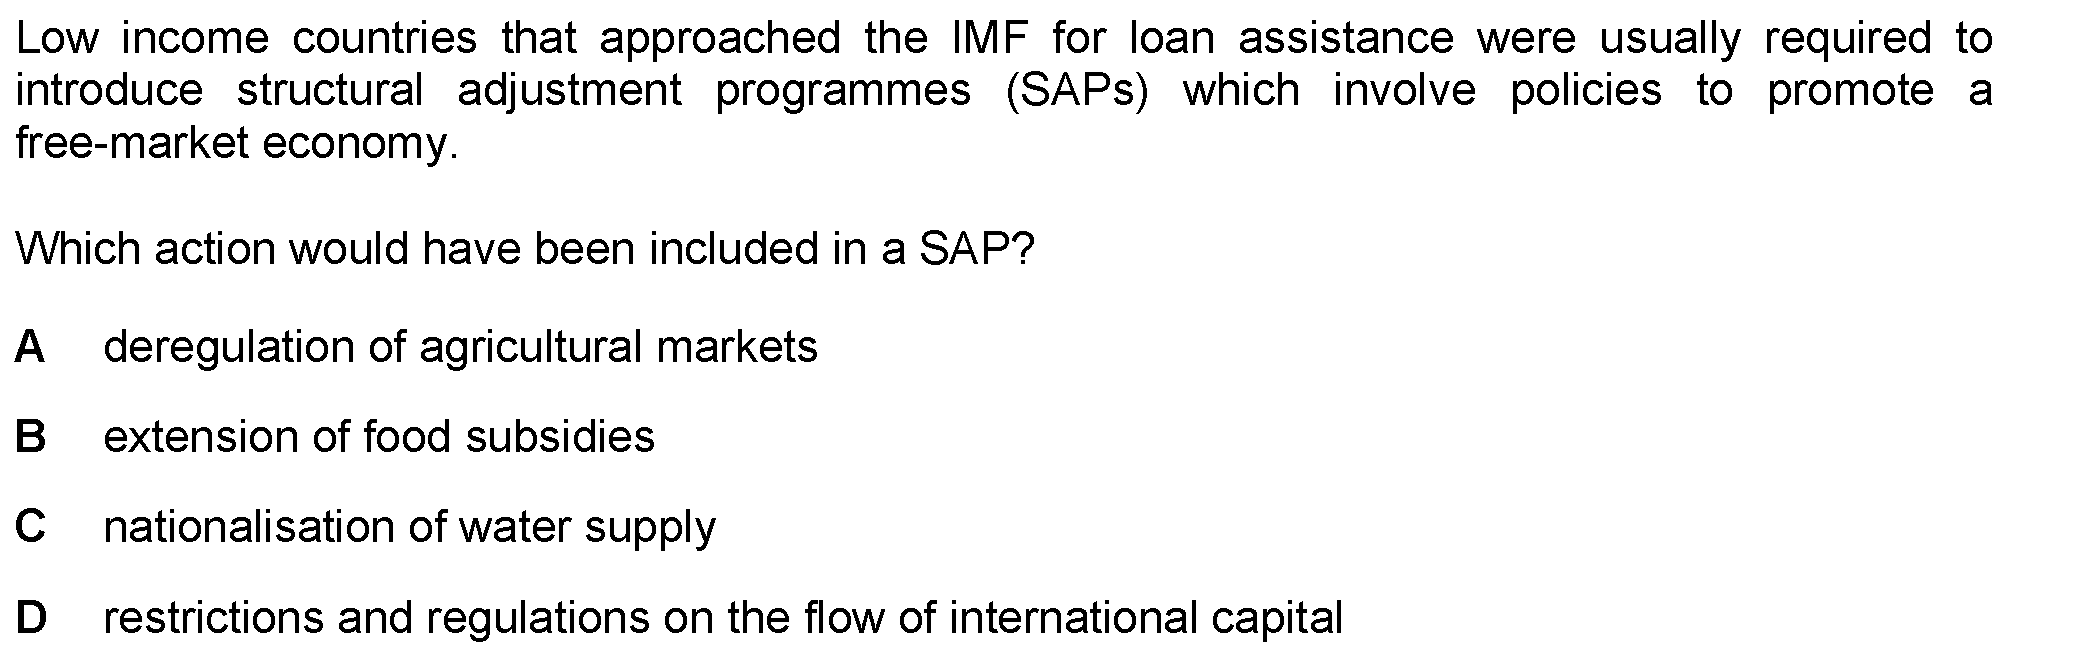 Low income countries that approached the IMF for loan assistance were usually required to
introduce structural adjustment programmes (SAPs) which involve policies to promote a
free-market economy.
Which action would have been included in a SAP?
A deregulation of agricultural markets
B extension of food subsidies
C nationalisation of water supply
D restrictions and regulations on the flow of international capital